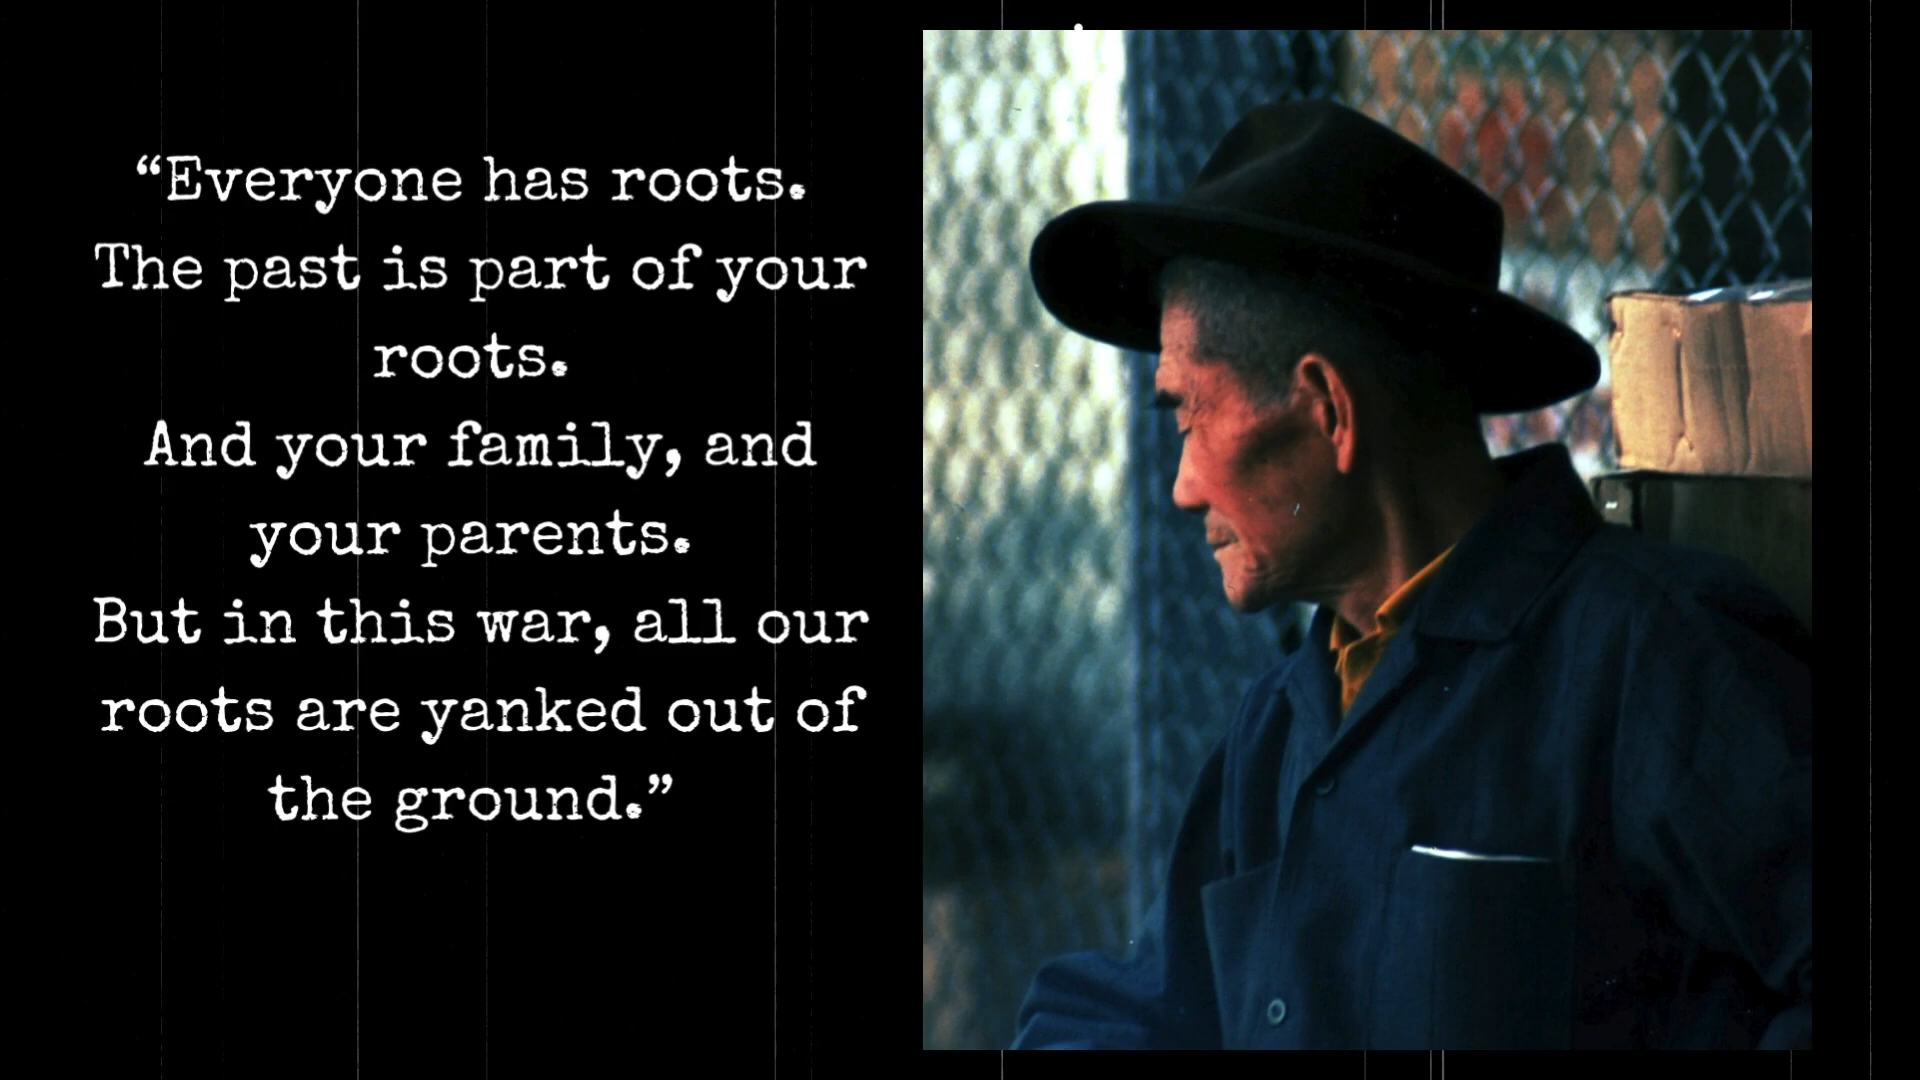 “Everyone has roots.
The past is part of your
roots.
And your family, and
your parents.
But in this war, all our
roots are yanked out of
the ground.”